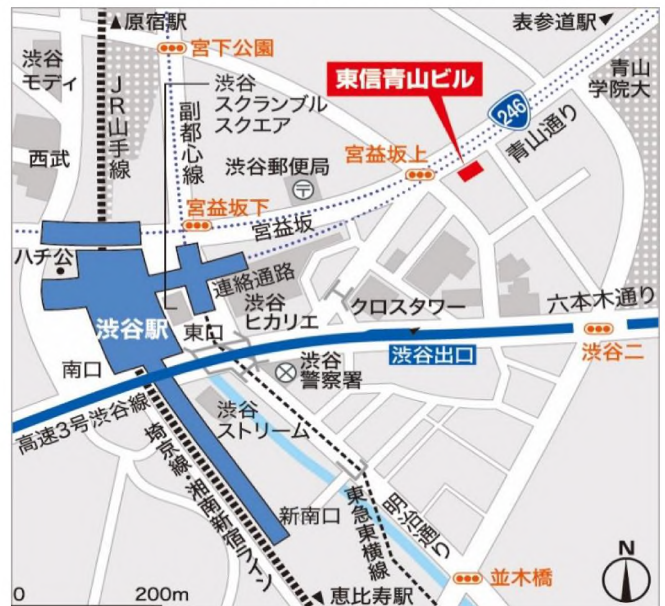 ▲原宿駅
表参道駅
渋谷
モディ
宮下公園
東信青山ビル
青山
学院大
246
青山通り
JR山手線
副都心線
渋谷
スクランブル
スクエア
西武
渋谷郵便局
宮益坂上
宮益坂下
宮益坂
ハチ公
連絡通路
渋谷駅
東口
渋谷
ヒカリエ
クロスタワー
六本木通り
渋谷出口
渋谷二
南口
渋谷
警察署
高速3号渋谷線
渋谷
ストリーム
埼京線・湘南新宿ライン
新南口
東急東横線
明治通り
並木橋
N
0
200m
恵比寿駅